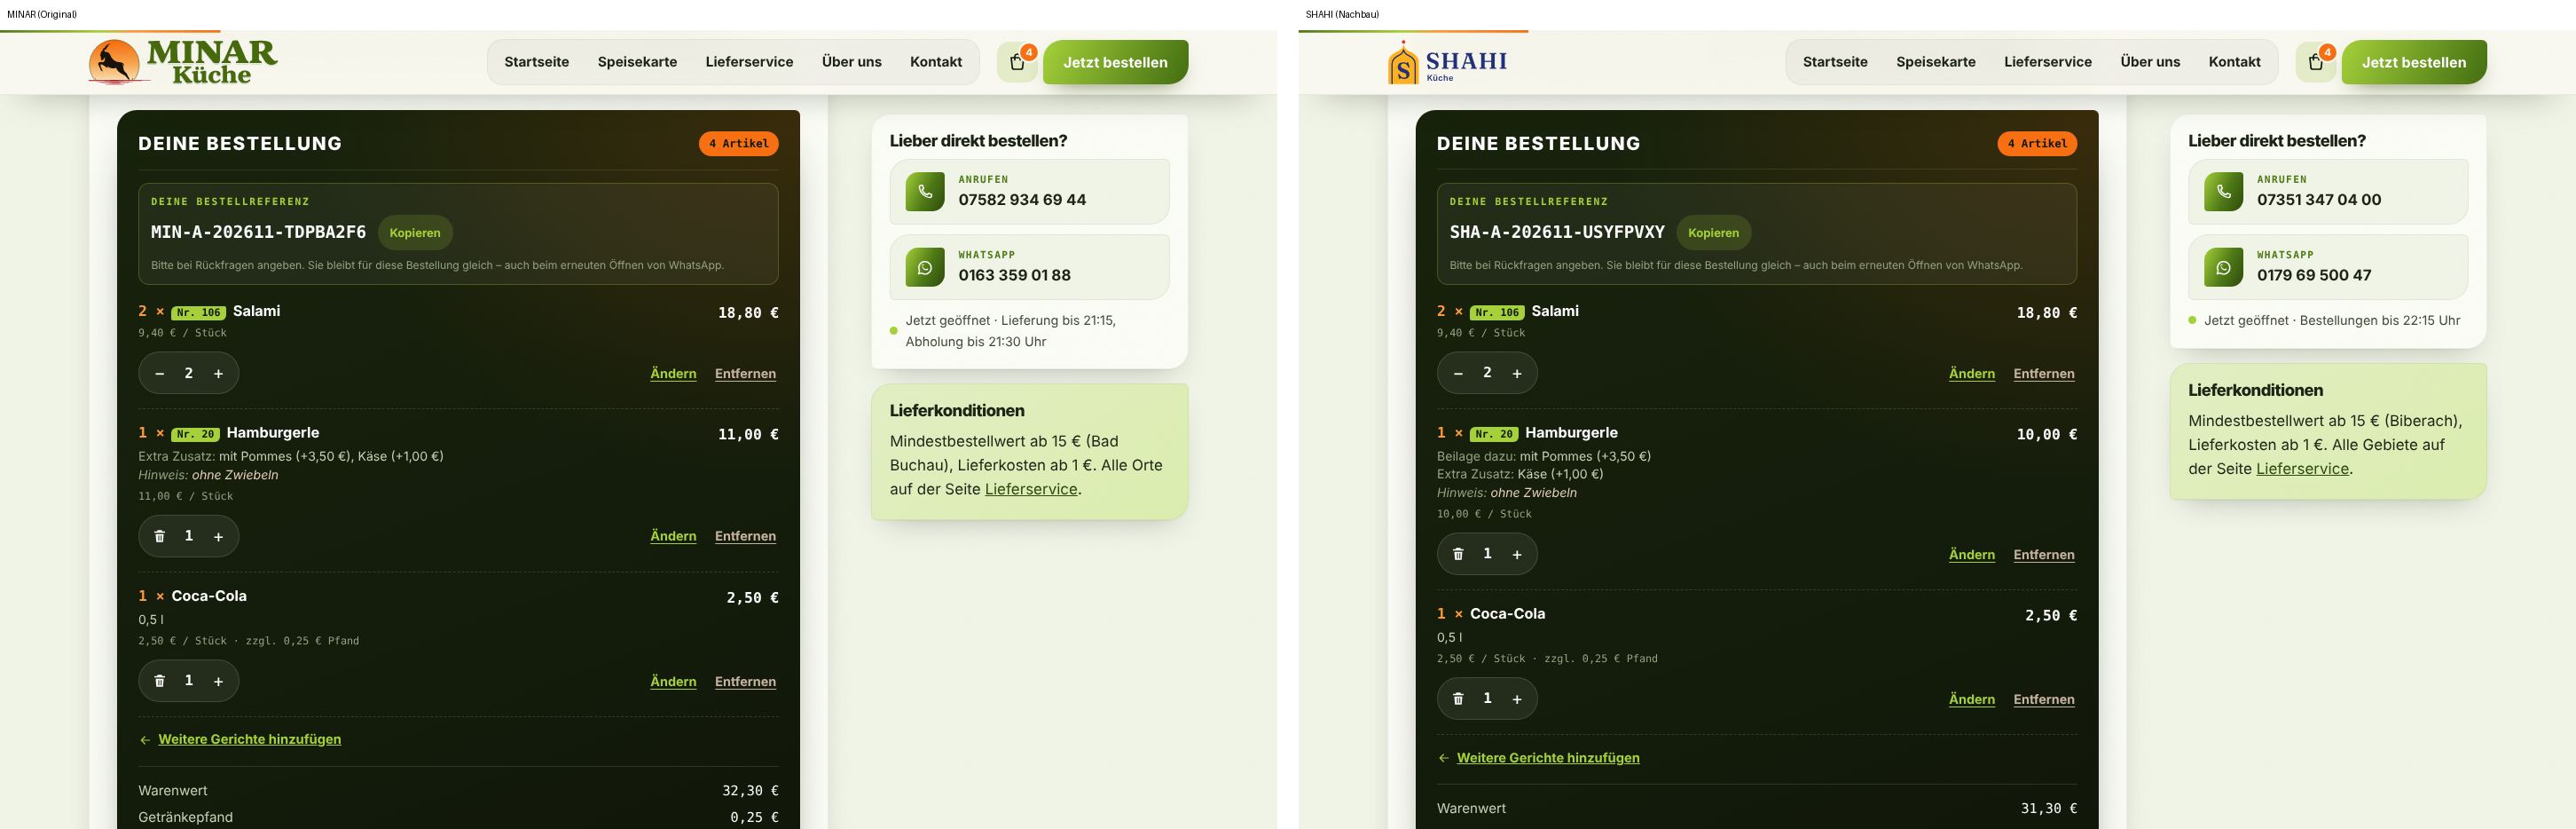 MINAR (Original)
MINAR
Küche
Startseite Speisekarte Lieferservice Über uns Kontakt
4
Jetzt bestellen
DEINE BESTELLUNG
4 Artikel
DEINE BESTELLREFERENZ
MIN-A-202611-TDPBA2F6 Kopieren
Bitte bei Rückfragen angeben. Sie bleibt für diese Bestellung gleich – auch beim erneuten Öffnen von WhatsApp.
2 × Nr. 106 Salami 18,80 €
9,40 € / Stück
− 2 + Ändern Entfernen
1 × Nr. 20 Hamburgerle 11,00 €
Extra Zusatz: mit Pommes (+3,50 €), Käse (+1,00 €)
Hinweis: ohne Zwiebeln
11,00 € / Stück
1 + Ändern Entfernen
1 × Coca-Cola 2,50 €
0,5 l
2,50 € / Stück · zzgl. 0,25 € Pfand
1 + Ändern Entfernen
← Weitere Gerichte hinzufügen
Warenwert 32,30 €
Getränkepfand 0,25 €
Lieber direkt bestellen?
ANRUFEN
07582 934 69 44
WHATSAPP
0163 359 01 88
Jetzt geöffnet · Lieferung bis 21:15,
Abholung bis 21:30 Uhr
Lieferkonditionen
Mindestbestellwert ab 15 € (Bad
Buchau), Lieferkosten ab 1 €. Alle Orte
auf der Seite Lieferservice.
SHAHI (Nachbau)
S
SHAHI
Küche
Startseite Speisekarte Lieferservice Über uns Kontakt
4
Jetzt bestellen
DEINE BESTELLUNG
4 Artikel
DEINE BESTELLREFERENZ
SHA-A-202611-USYFPVXY Kopieren
Bitte bei Rückfragen angeben. Sie bleibt für diese Bestellung gleich – auch beim erneuten Öffnen von WhatsApp.
2 × Nr. 106 Salami 18,80 €
9,40 € / Stück
− 2 + Ändern Entfernen
1 × Nr. 20 Hamburgerle 10,00 €
Beilage dazu: mit Pommes (+3,50 €)
Extra Zusatz: Käse (+1,00 €)
Hinweis: ohne Zwiebeln
10,00 € / Stück
1 + Ändern Entfernen
1 × Coca-Cola 2,50 €
0,5 l
2,50 € / Stück · zzgl. 0,25 € Pfand
1 + Ändern Entfernen
← Weitere Gerichte hinzufügen
Warenwert 31,30 €
Lieber direkt bestellen?
ANRUFEN
07351 347 04 00
WHATSAPP
0179 69 500 47
Jetzt geöffnet · Bestellungen bis 22:15 Uhr
Lieferkonditionen
Mindestbestellwert ab 15 € (Biberach),
Lieferkosten ab 1 €. Alle Gebiete auf
der Seite Lieferservice.